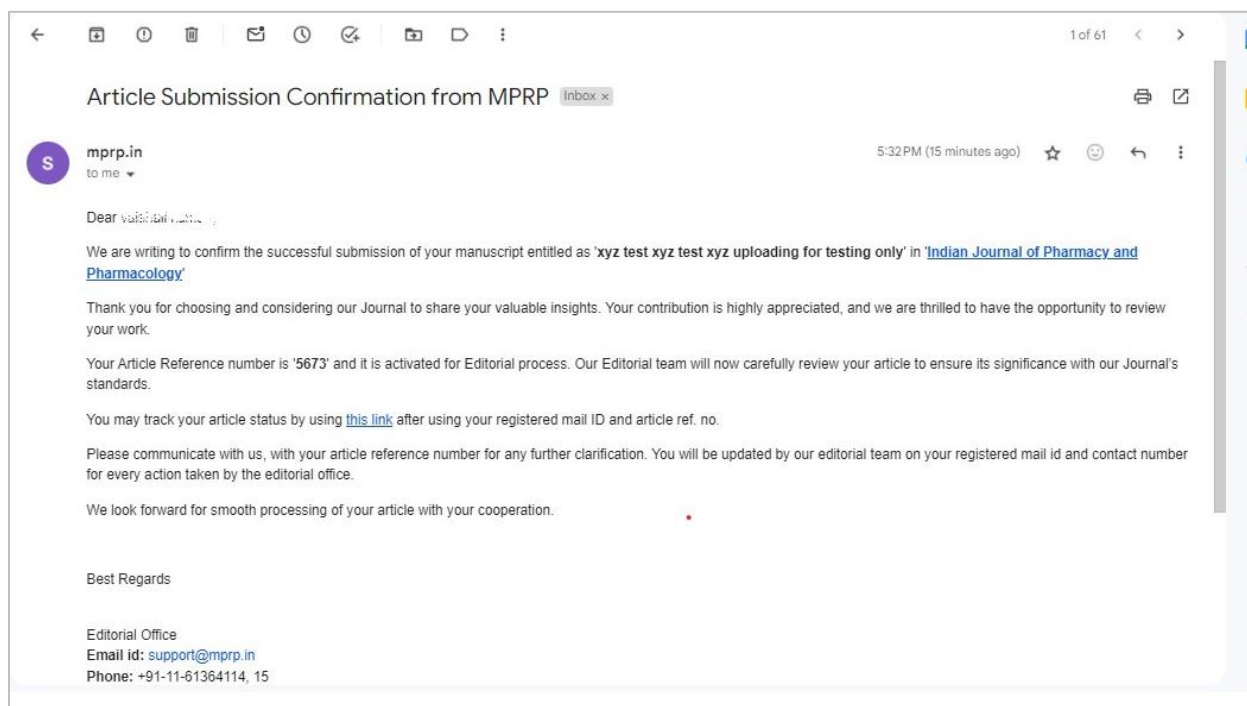 1 of 61
Article Submission Confirmation from MPRP Inbox ×
S
mprp.in
5:32 PM (15 minutes ago)
to me
Dear
We are writing to confirm the successful submission of your manuscript entitled as 'xyz test xyz test xyz uploading for testing only' in 'Indian Journal of Pharmacy and
Pharmacology'
Thank you for choosing and considering our Journal to share your valuable insights. Your contribution is highly appreciated, and we are thrilled to have the opportunity to review
your work.
Your Article Reference number is '5673' and it is activated for Editorial process. Our Editorial team will now carefully review your article to ensure its significance with our Journal's
standards.
You may track your article status by using this link after using your registered mail ID and article ref. no.
Please communicate with us, with your article reference number for any further clarification. You will be updated by our editorial team on your registered mail id and contact number
for every action taken by the editorial office.
We look forward for smooth processing of your article with your cooperation.
Best Regards
Editorial Office
Email id: support@mprp.in
Phone: +91-11-61364114, 15